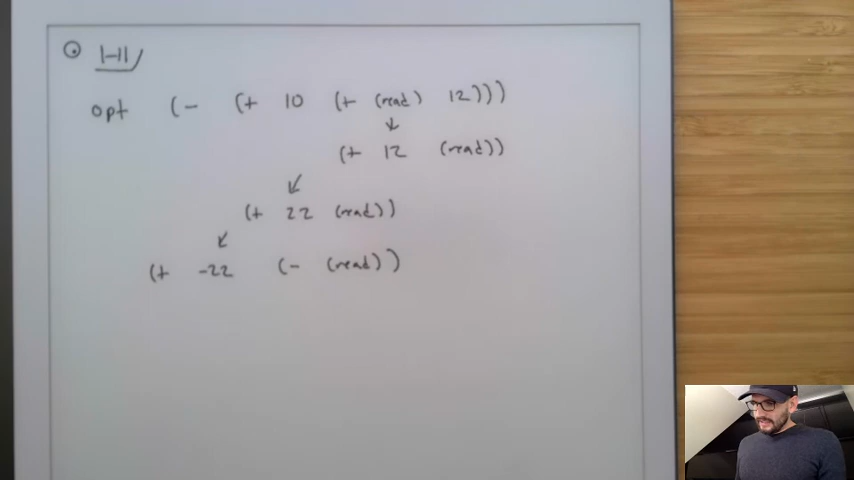 1-11/
opt (- (+ 10 (+ (read) 12)))
(+ 12 (read))
(+ 22 (read))
(+ -22 (- (read))